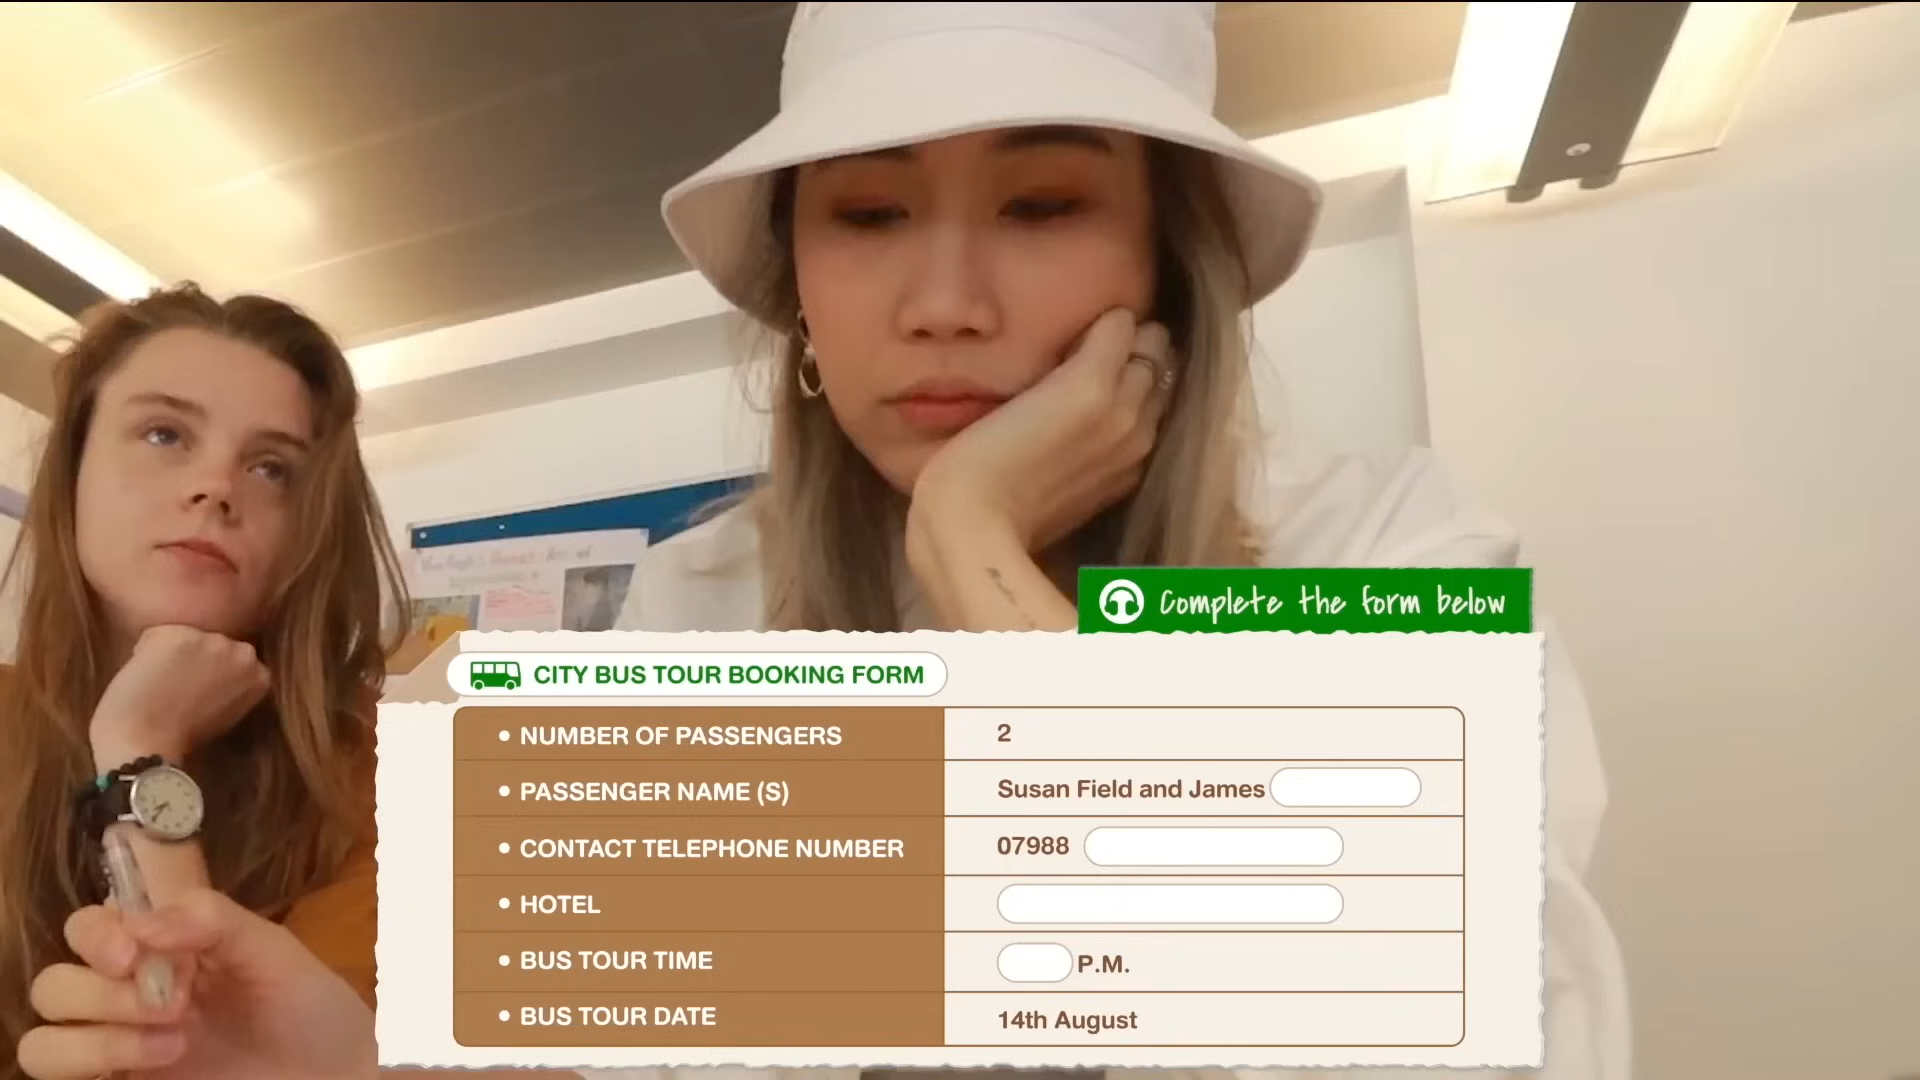 Complete the form below
CITY BUS TOUR BOOKING FORM
• NUMBER OF PASSENGERS 2
• PASSENGER NAME (S) Susan Field and James
• CONTACT TELEPHONE NUMBER 07988
• HOTEL
• BUS TOUR TIME P.M.
• BUS TOUR DATE 14th August